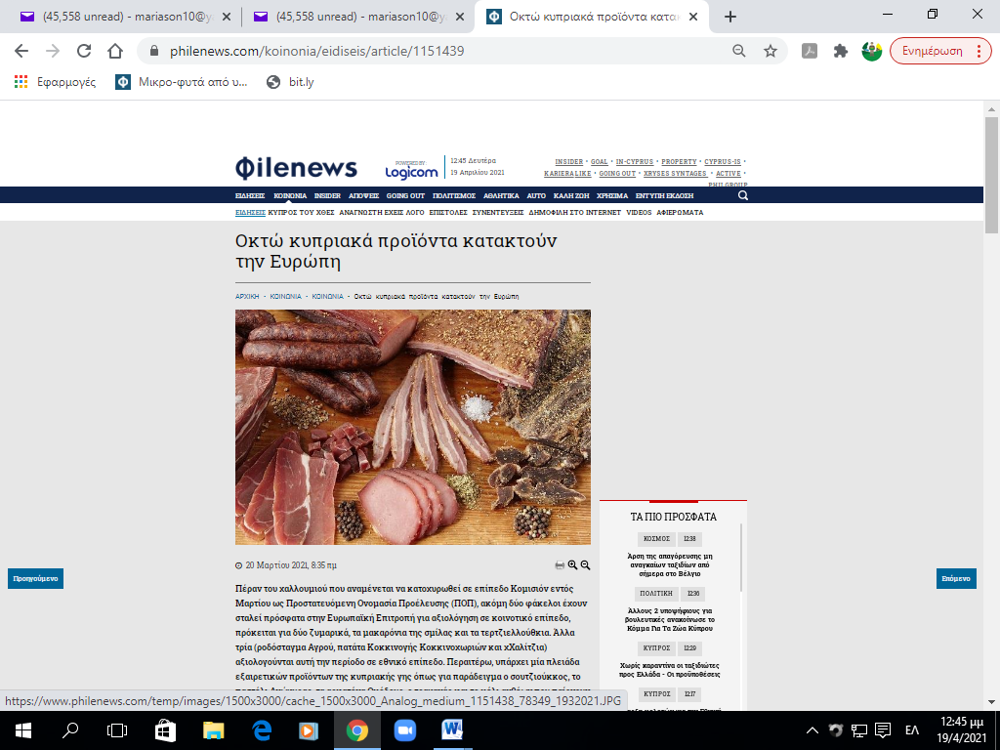 (45,558 unread) - mariason10@y
(45,558 unread) - mariason10@y
Οκτώ κυπριακά προϊόντα κατακ
philenews.com/koinonia/eidiseis/article/1151439
Ενημέρωση
Εφαρμογές
Μικρο-φυτά από υ...
bit.ly
Φilenews
POWERED BY:
Logicom
12:45 Δευτέρα
19 Απριλίου 2021
INSIDER • GOAL • IN-CYPRUS • PROPERTY • CYPRUS-IS •
KARIERA LIKE • GOING OUT • XRYSES SYNTAGES • ACTIVE •
PHILGROUP
ΕΙΔΗΣΕΙΣ ΚΟΙΝΩΝΙΑ INSIDER ΑΠΟΨΕΙΣ GOING OUT ΠΟΛΙΤΙΣΜΟΣ ΑΘΛΗΤΙΚΑ AUTO ΚΑΛΗ ΖΩΗ ΧΡΗΣΙΜΑ ΕΝΤΥΠΗ ΕΚΔΟΣΗ
ΕΙΔΗΣΕΙΣ ΚΥΠΡΟΣ ΤΟΥ ΧΘΕΣ ΑΝΑΓΝΩΣΤΗ ΕΧΕΙΣ ΛΟΓΟ ΕΠΙΣΤΟΛΕΣ ΣΥΝΕΝΤΕΥΞΕΙΣ ΔΗΜΟΦΙΛΗ ΣΤΟ INTERNET VIDEOS ΑΦΙΕΡΩΜΑΤΑ
Οκτώ κυπριακά προϊόντα κατακτούν
την Ευρώπη
ΑΡΧΙΚΗ • ΚΟΙΝΩΝΙΑ • ΚΟΙΝΩΝΙΑ • Οκτώ κυπριακά προϊόντα κατακτούν την Ευρώπη
20 Μαρτίου 2021, 8:35 πμ
Πέραν του χαλλουμιού που αναμένεται να κατοχυρωθεί σε επίπεδο Κομισιόν εντός
Μαρτίου ως Προστατευόμενη Ονομασία Προέλευσης (ΠΟΠ), ακόμη δύο φάκελοι έχουν
σταλεί πρόσφατα στην Ευρωπαϊκή Επιτροπή για αξιολόγηση σε κοινοτικό επίπεδο,
πρόκειται για δύο ζυμαρικά, τα μακαρόνια της σμίλας και τα τερτζιελλούθκια. Άλλα
τρία (ροδόσταγμα Αγρού, πατάτα Κοκκινογής Κοκκινοχωριών και χΧαλίτζια)
αξιολογούνται αυτή την περίοδο σε εθνικό επίπεδο. Περαιτέρω, υπάρχει μία πλειάδα
εξαιρετικών προϊόντων της κυπριακής γης όπως για παράδειγμα ο σουτζιούκκος, το
Προηγούμενο
Επόμενο
ΤΑ ΠΙΟ ΠΡΟΣΦΑΤΑ
ΚΟΣΜΟΣ 12:38
Άρση της απαγόρευσης μη
αναγκαίων ταξιδίων από
σήμερα στο Βέλγιο
ΠΟΛΙΤΙΚΗ 12:36
Άλλους 2 υποψήφιους για
βουλευτικές ανακοίνωσε το
Κόμμα Για Τα Ζώα Κύπρου
ΚΥΠΡΟΣ 12:29
Χωρίς καραντίνα οι ταξιδιώτες
προς Ελλάδα - Οι προϋποθέσεις
ΚΥΠΡΟΣ 12:17
https://www.philenews.com/temp/images/1500x3000/cache_1500x3000_Analog_medium_1151438_78349_1932021.JPG
ΕΛ
12:45 μμ
19/4/2021